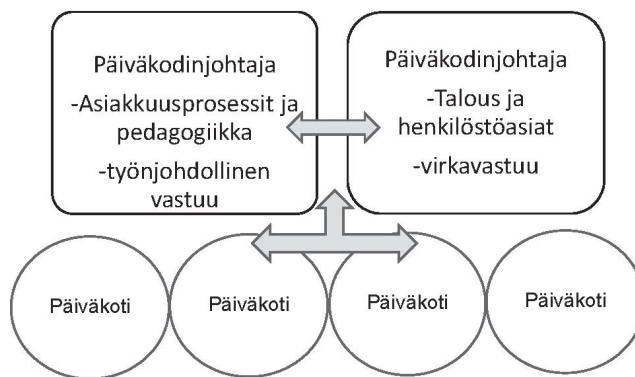 Päiväkodinjohtaja
-Asiakkuusprosessit ja
pedagogiikka
-työnjohdollinen
vastuu
Päiväkodinjohtaja
-Talous ja
henkilöstöasiat
-virkavastuu
Päiväkoti
Päiväkoti
Päiväkoti
Päiväkoti